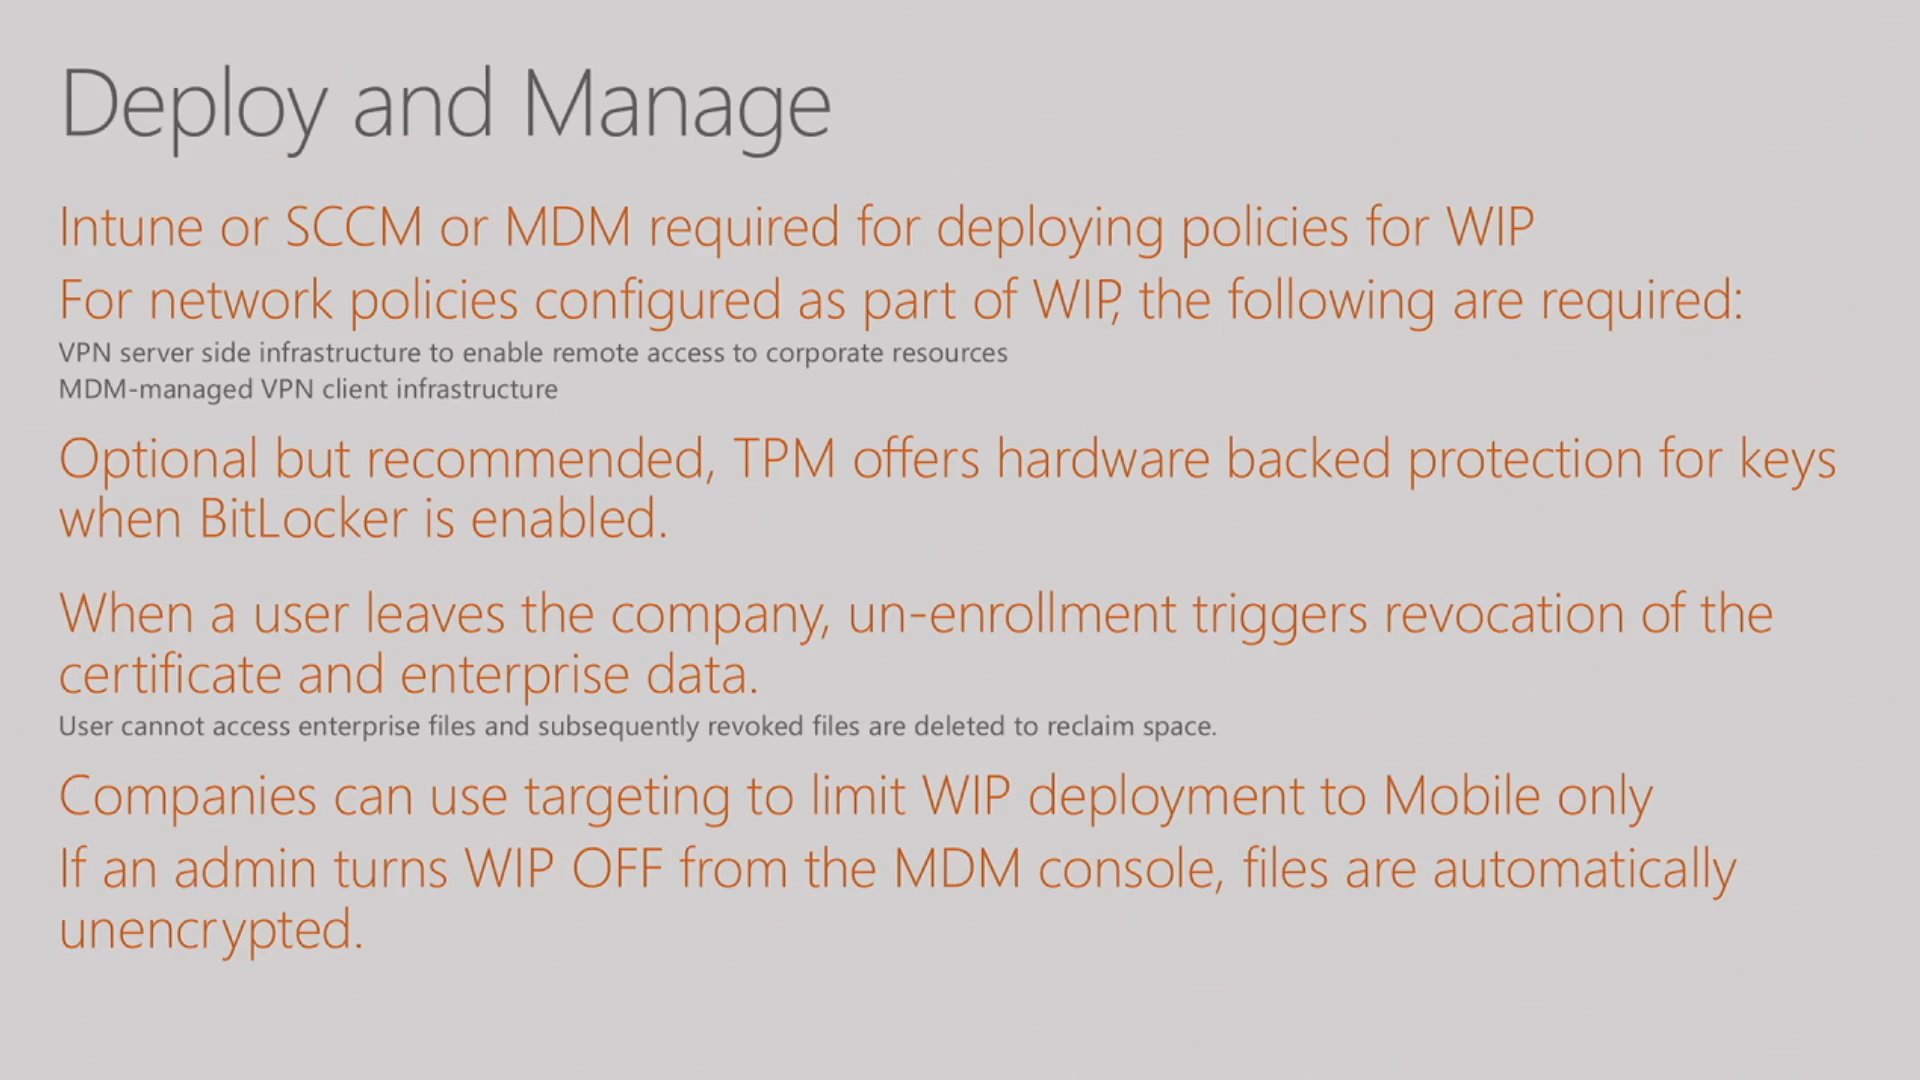 Deploy and Manage
Intune or SCCM or MDM required for deploying policies for WIP
For network policies configured as part of WIP, the following are required:
VPN server side infrastructure to enable remote access to corporate resources
MDM-managed VPN client infrastructure
Optional but recommended, TPM offers hardware backed protection for keys
when BitLocker is enabled.
When a user leaves the company, un-enrollment triggers revocation of the
certificate and enterprise data.
User cannot access enterprise files and subsequently revoked files are deleted to reclaim space.
Companies can use targeting to limit WIP deployment to Mobile only
If an admin turns WIP OFF from the MDM console, files are automatically
unencrypted.